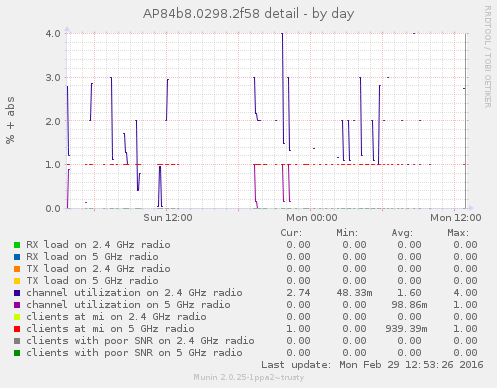 AP84b8.0298.2f58 detail - by day
RRDTOOL / TOBI OETIKER
% + abs
4.0
3.0
2.0
1.0
0.0
Sun 12:00 Mon 00:00 Mon 12:00
Cur: Min: Avg: Max:
RX load on 2.4 GHz radio 0.00 0.00 0.00 0.00
RX load on 5 GHz radio 0.00 0.00 0.00 0.00
TX load on 2.4 GHz radio 0.00 0.00 0.00 0.00
TX load on 5 GHz radio 0.00 0.00 0.00 0.00
channel utilization on 2.4 GHz radio 2.74 48.33m 1.60 4.00
channel utilization on 5 GHz radio 0.00 0.00 98.86m 1.00
clients at mi on 2.4 GHz radio 0.00 0.00 0.00 0.00
clients at mi on 5 GHz radio 1.00 0.00 939.39m 1.00
clients with poor SNR on 2.4 GHz radio 0.00 0.00 0.00 0.00
clients with poor SNR on 5 GHz radio 0.00 0.00 0.00 0.00
Last update: Mon Feb 29 12:53:26 2016
Munin 2.0.25-1ppa2~trusty